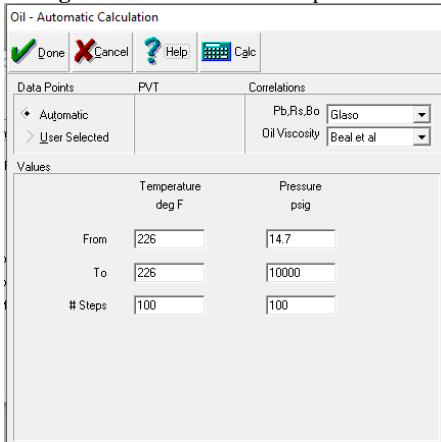 Oil - Automatic Calculation
Done Cancel Help Calc
Data Points PVT Correlations
Automatic
User Selected
Pb,Rs,Bo Glaso
Oil Viscosity Beal et al
Values
Temperature Pressure
deg F psig
From 226 14.7
To 226 10000
# Steps 100 100